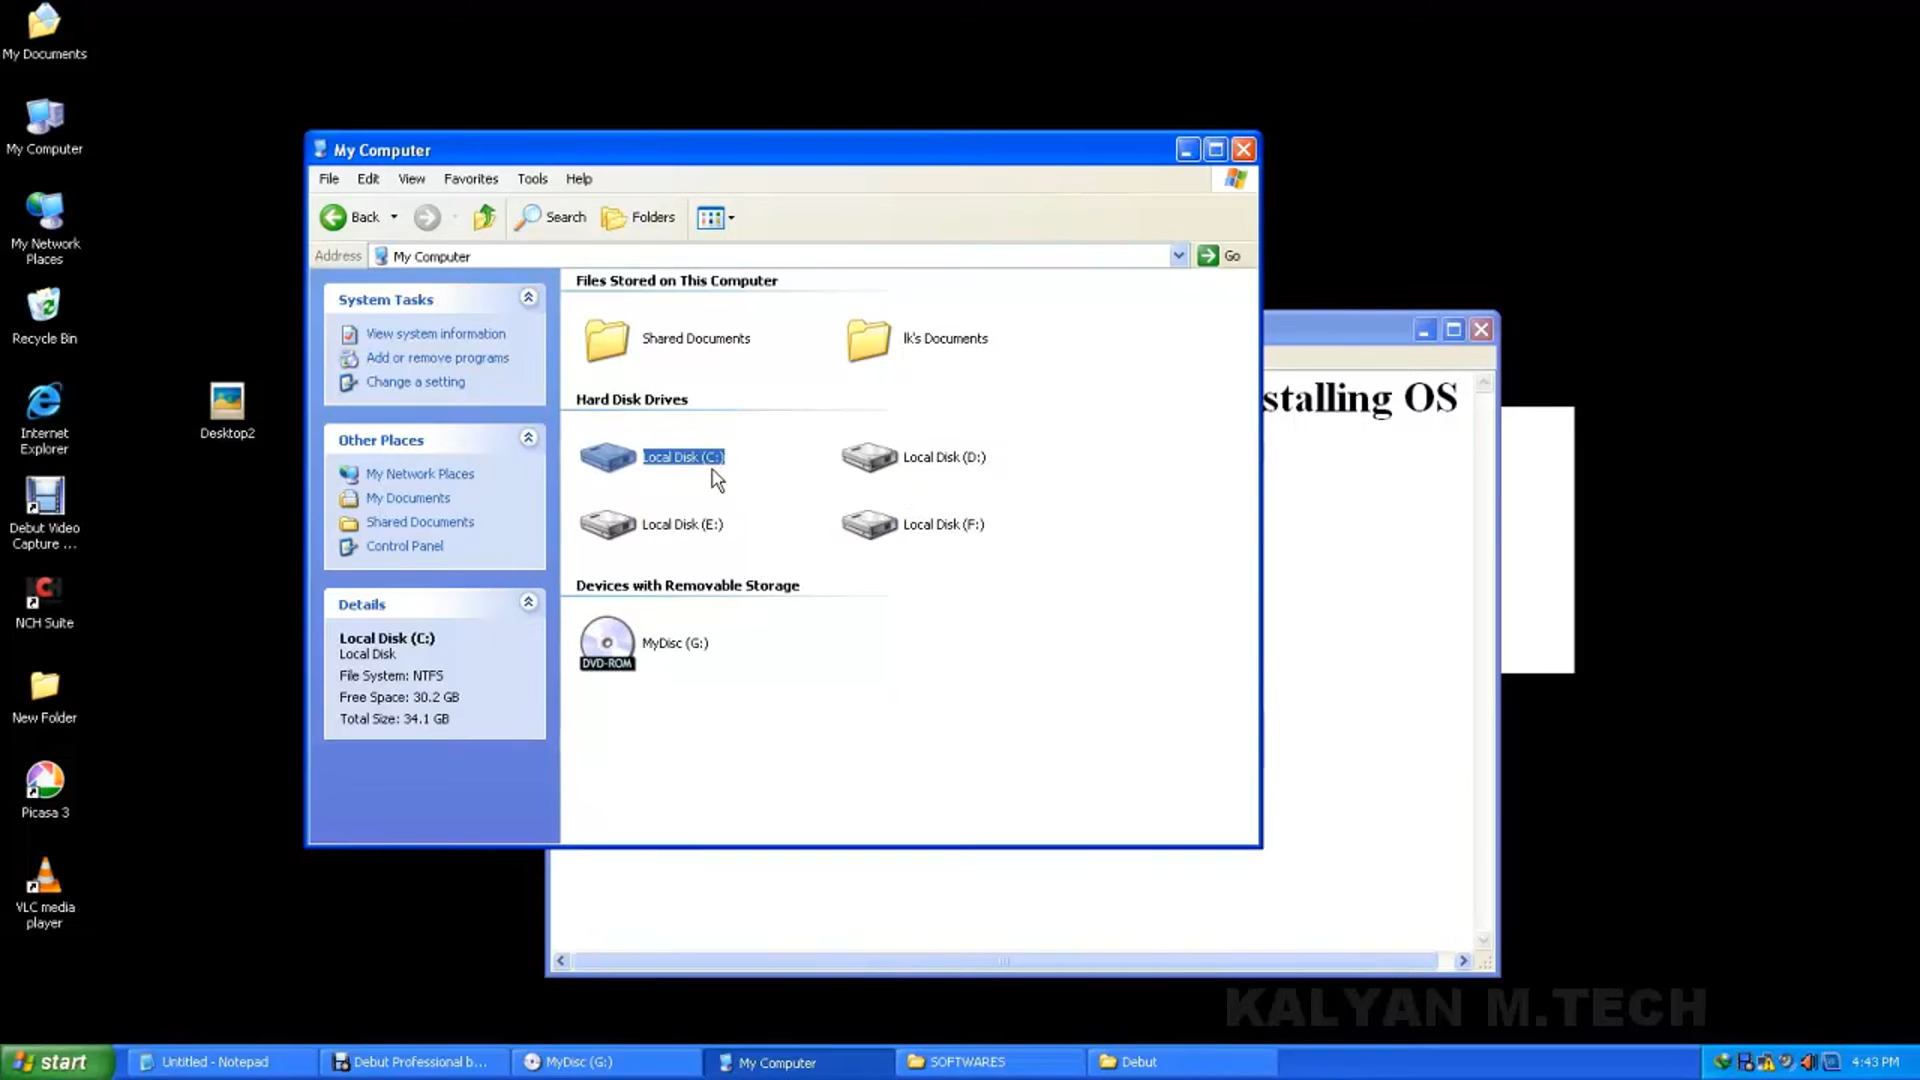 My Documents
My Computer
My Network
Places
Recycle Bin
Internet
Explorer
Debut Video
Capture ...
NCH Suite
New Folder
Picasa 3
VLC media
player
Desktop2
My Computer
File Edit View Favorites Tools Help
Back Search Folders
Address My Computer Go
System Tasks
View system information
Add or remove programs
Change a setting
Other Places
My Network Places
My Documents
Shared Documents
Control Panel
Details
Local Disk (C:)
Local Disk
File System: NTFS
Free Space: 30.2 GB
Total Size: 34.1 GB
Files Stored on This Computer
Shared Documents lk's Documents
Hard Disk Drives
Local Disk (C:) Local Disk (D:)
Local Disk (E:) Local Disk (F:)
Devices with Removable Storage
DVD-ROM
MyDisc (G:)
stalling OS
KALYAN M.TECH
start Untitled - Notepad Debut Professional b... MyDisc (G:) My Computer SOFTWARES Debut 4:43 PM